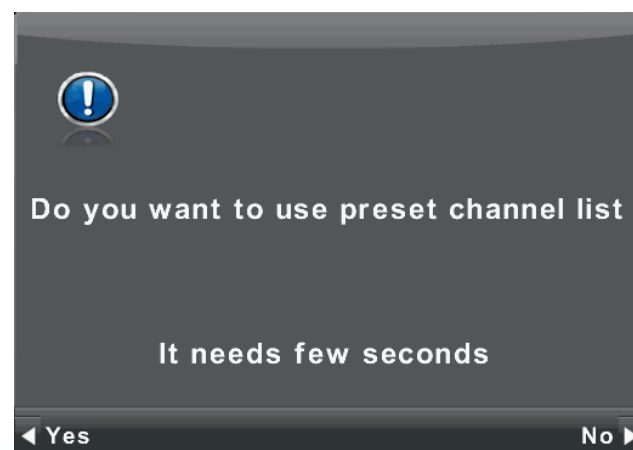 Do you want to use preset channel list
It needs few seconds
Yes No